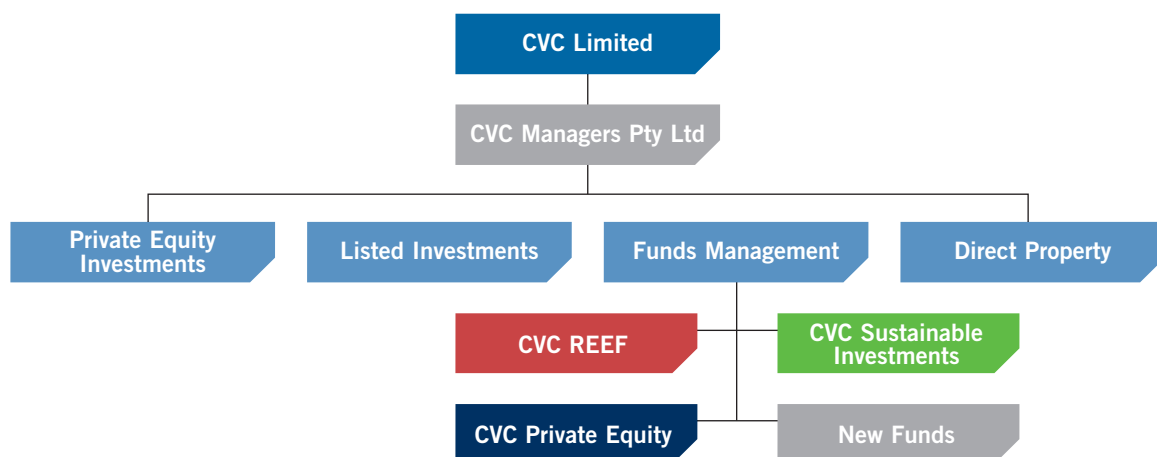 CVC Limited
CVC Managers Pty Ltd
Private Equity
Investments
Listed Investments
Funds Management
Direct Property
CVC REEF
CVC Sustainable
Investments
CVC Private Equity
New Funds